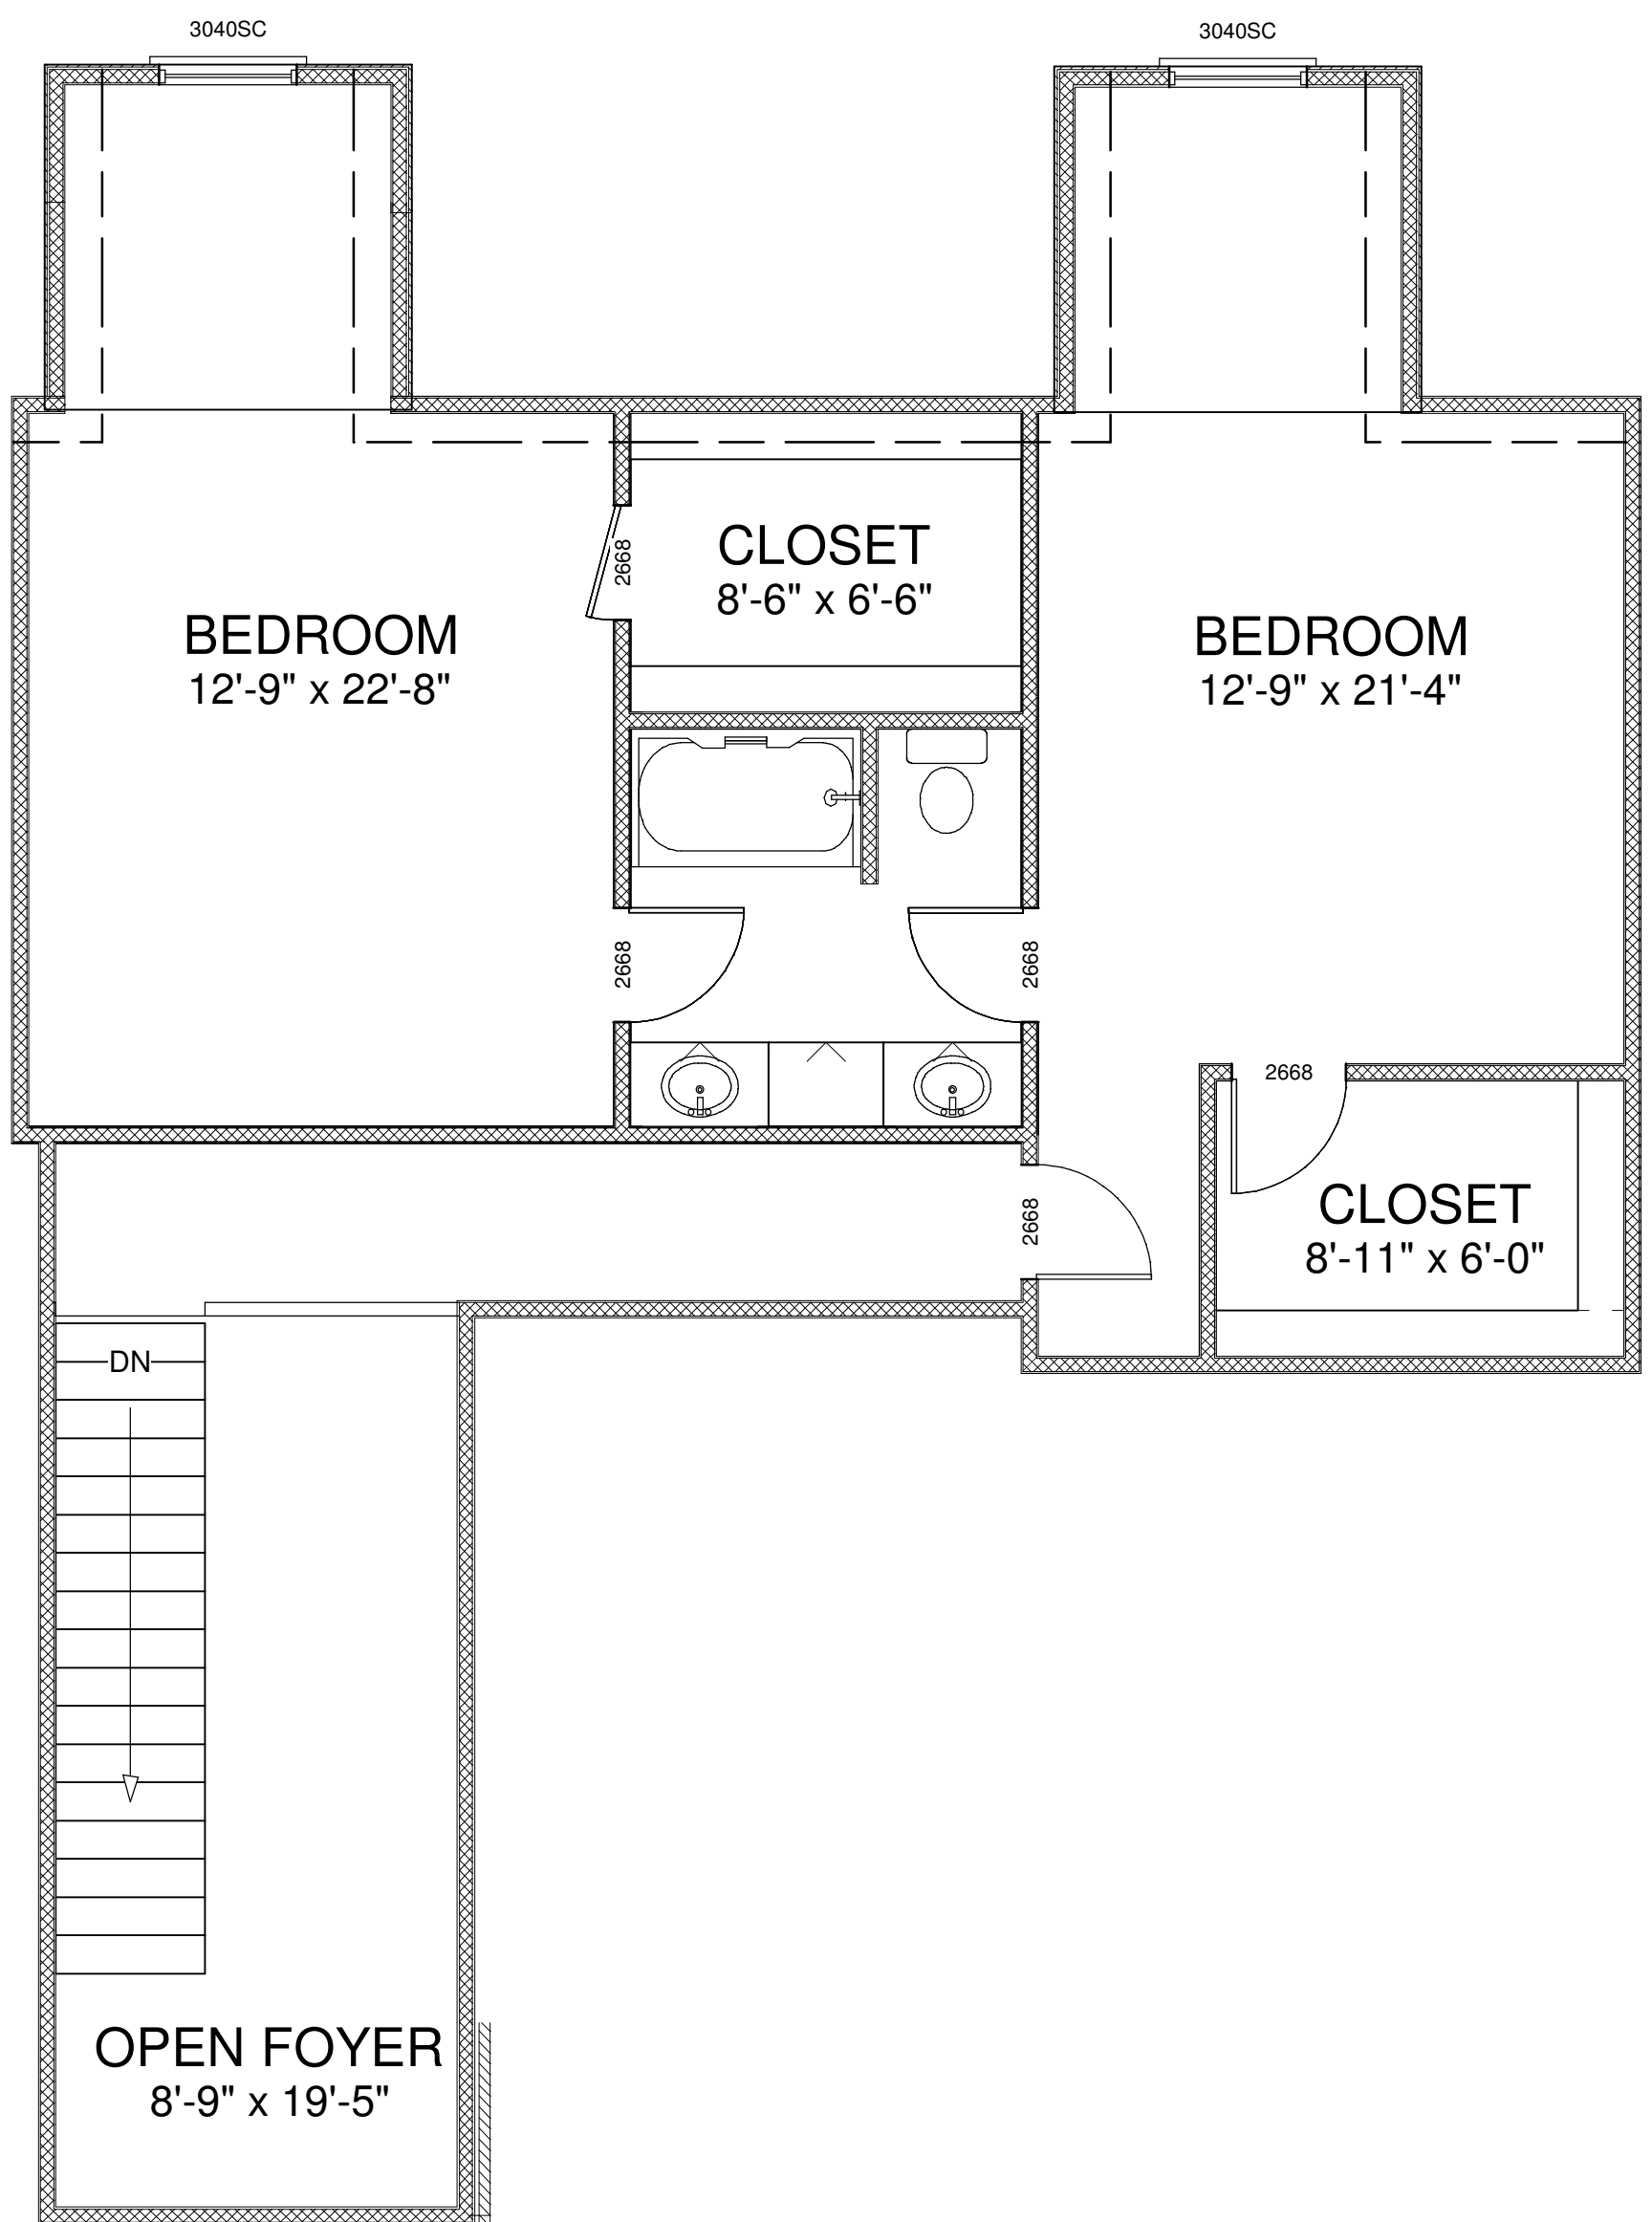 3040SC
3040SC
2668
CLOSET
8'-6" x 6'-6"
BEDROOM
12'-9" x 22'-8"
BEDROOM
12'-9" x 21'-4"
2668
2668
2668
CLOSET
8'-11" x 6'-0"
2668
DN
OPEN FOYER
8'-9" x 19'-5"